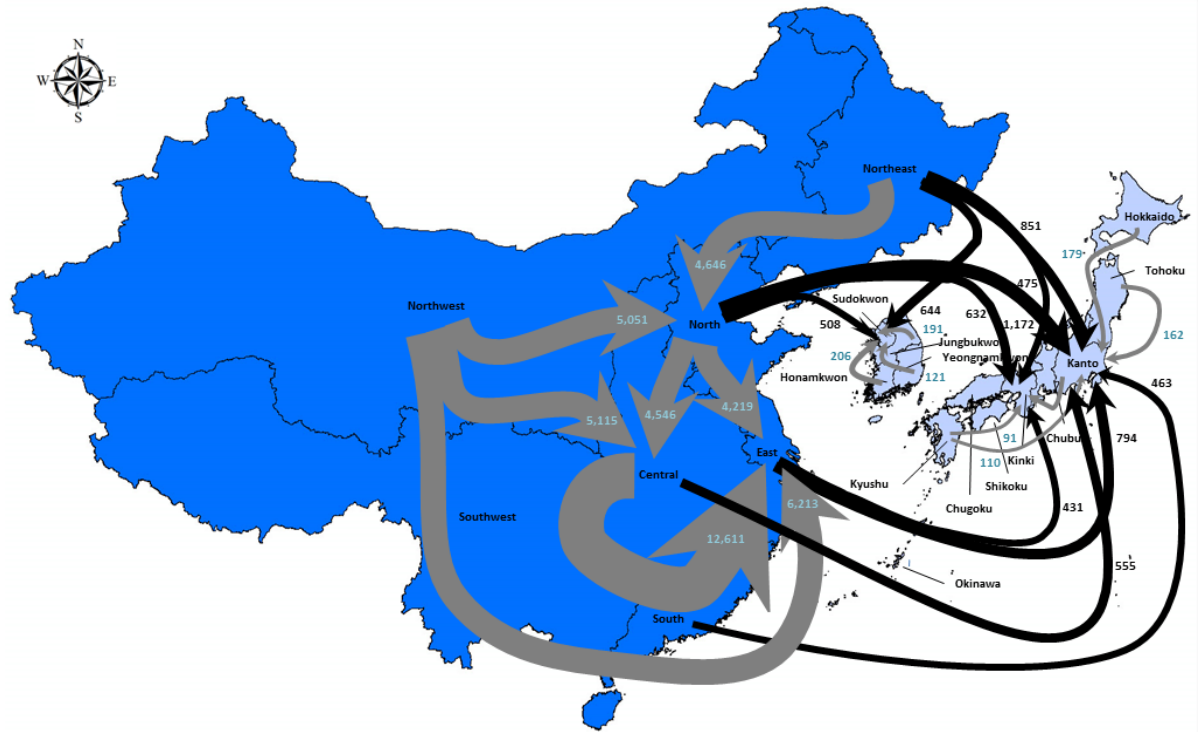 N
W E
S
Northeast
851
Hokkaido
179
Tohoku
4,646
475
Northwest
Sudokwon
5,051
North
508
644
632
1,172
191
162
Jungbukwon
206
Yeongnamkwon
Kanto
Honamkwon
121
463
5,115
4,546
4,219
Chubu
794
91
East
110
Kinki
Central
Kyushu
Shikoku
6,213
Chugoku
431
Southwest
12,611
555
Okinawa
South